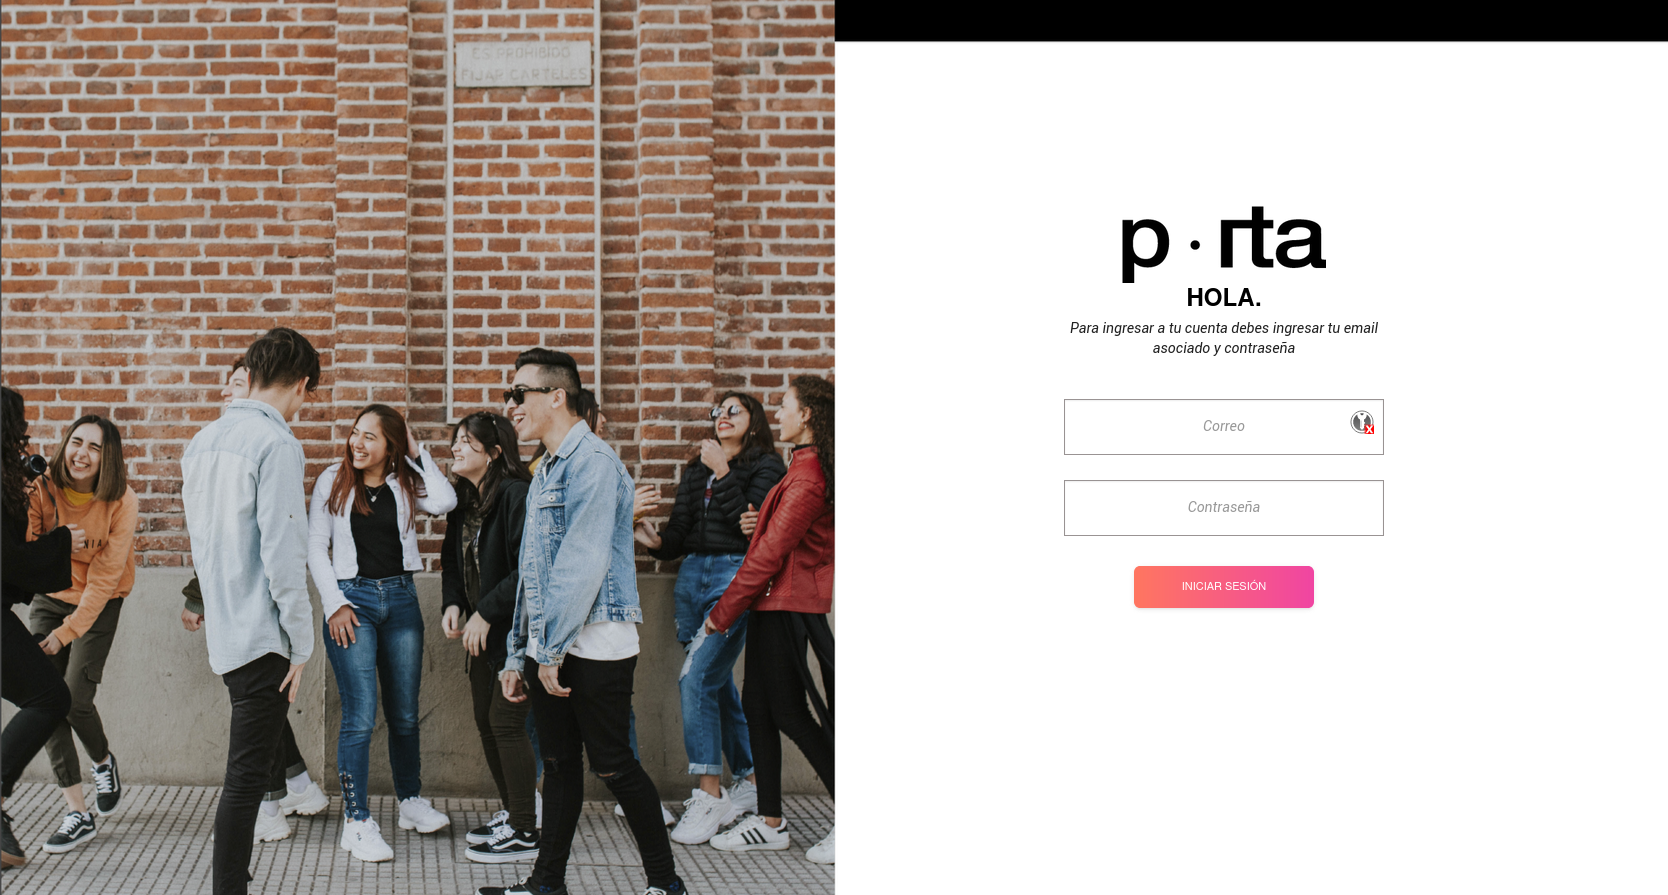 ES PROHIBIDO
FIJAR CARTELES
p·rta
HOLA.
Para ingresar a tu cuenta debes ingresar tu email
asociado y contraseña
Correo
Contraseña
INICIAR SESIÓN